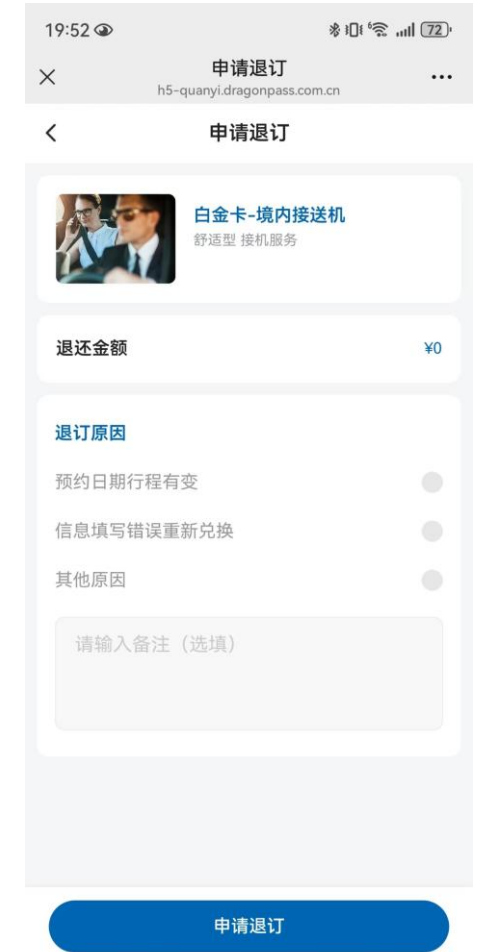 19:52
72
申请退订
h5-quanyi.dragonpass.com.cn
申请退订
白金卡-境内接送机
舒适型 接机服务
退还金额 ¥0
退订原因
预约日期行程有变
信息填写错误重新兑换
其他原因
请输入备注（选填）
申请退订